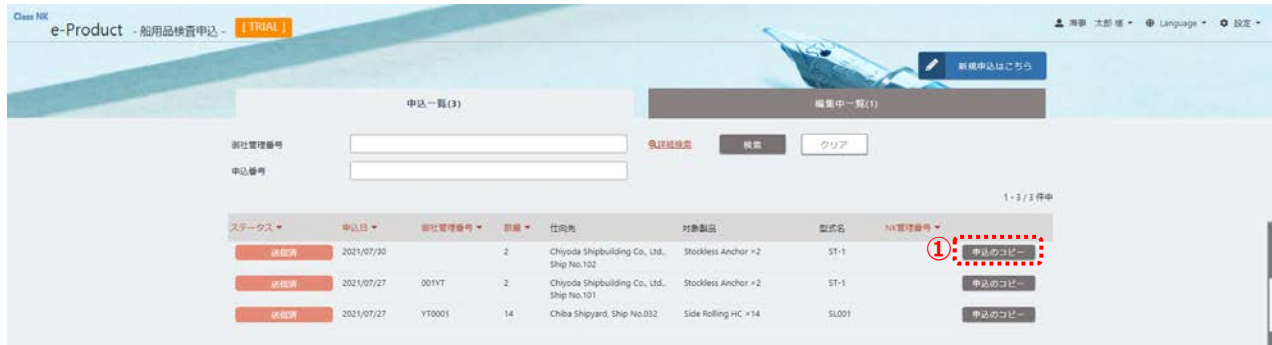 Class NK
e-Product - 船用品検査申込 - [ TRIAL ]
海事 太郎 様 Language 設定
新規申込はこちら
申込一覧(3) 編集中一覧(1)
御社管理番号 詳細検索 検索 クリア
申込番号
1 - 3 / 3 件中
ステータス 申込日 御社管理番号 数量 仕向先 対象製品 型式名 NK管理番号
送信済 2021/07/30 2 Chiyoda Shipbuilding Co., Ltd., Stockless Anchor ×2 ST-1 ① 申込のコピー
Ship No.102
送信済 2021/07/27 001YT 2 Chiyoda Shipbuilding Co., Ltd., Stockless Anchor ×2 ST-1 申込のコピー
Ship No.101
送信済 2021/07/27 YT0001 14 Chiba Shipyard, Ship No.032 Side Rolling HC ×14 SL001 申込のコピー